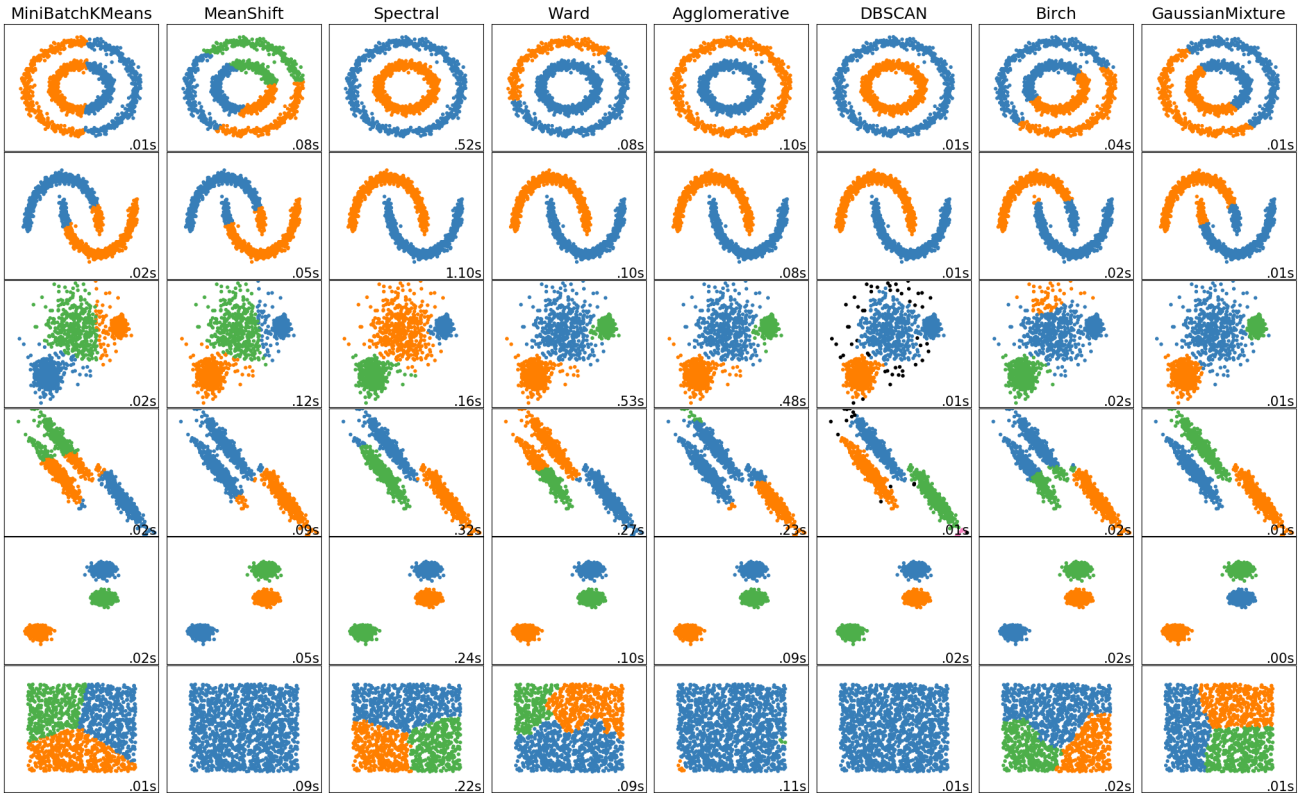 MiniBatchKMeans MeanShift Spectral Ward Agglomerative DBSCAN Birch GaussianMixture
.01s .08s .52s .08s .10s .01s .04s .01s
.02s .05s 1.10s .10s .08s .01s .02s .01s
.02s .12s .16s .53s .48s .01s .02s .01s
.02s .09s .32s .27s .23s .01s .02s .01s
.02s .05s .24s .10s .09s .02s .02s .00s
.01s .09s .22s .09s .11s .01s .02s .01s